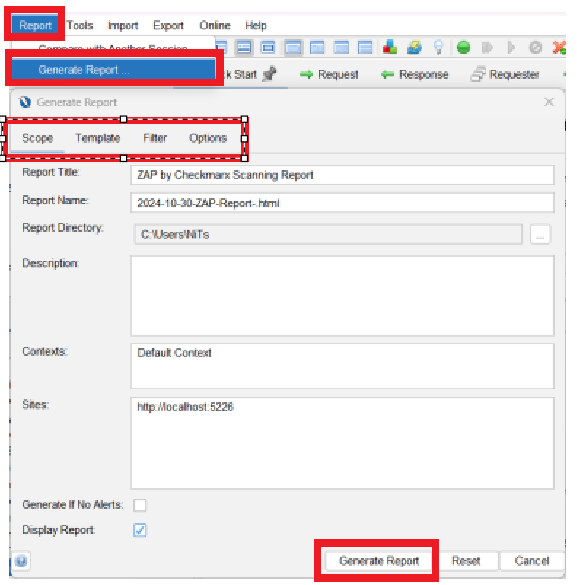 Report Tools Import Export Online Help
Compare with Another Session
Generate Report ...
k Start Request Response Requester
Generate Report
Scope Template Filter Options
Report Title: ZAP by Checkmarx Scanning Report
Report Name: 2024-10-30-ZAP-Report-.html
Report Directory: C:\Users\NiTs ...
Description:
Contexts: Default Context
Sites: http://localhost:5226
Generate If No Alerts:
Display Report:
Generate Report Reset Cancel